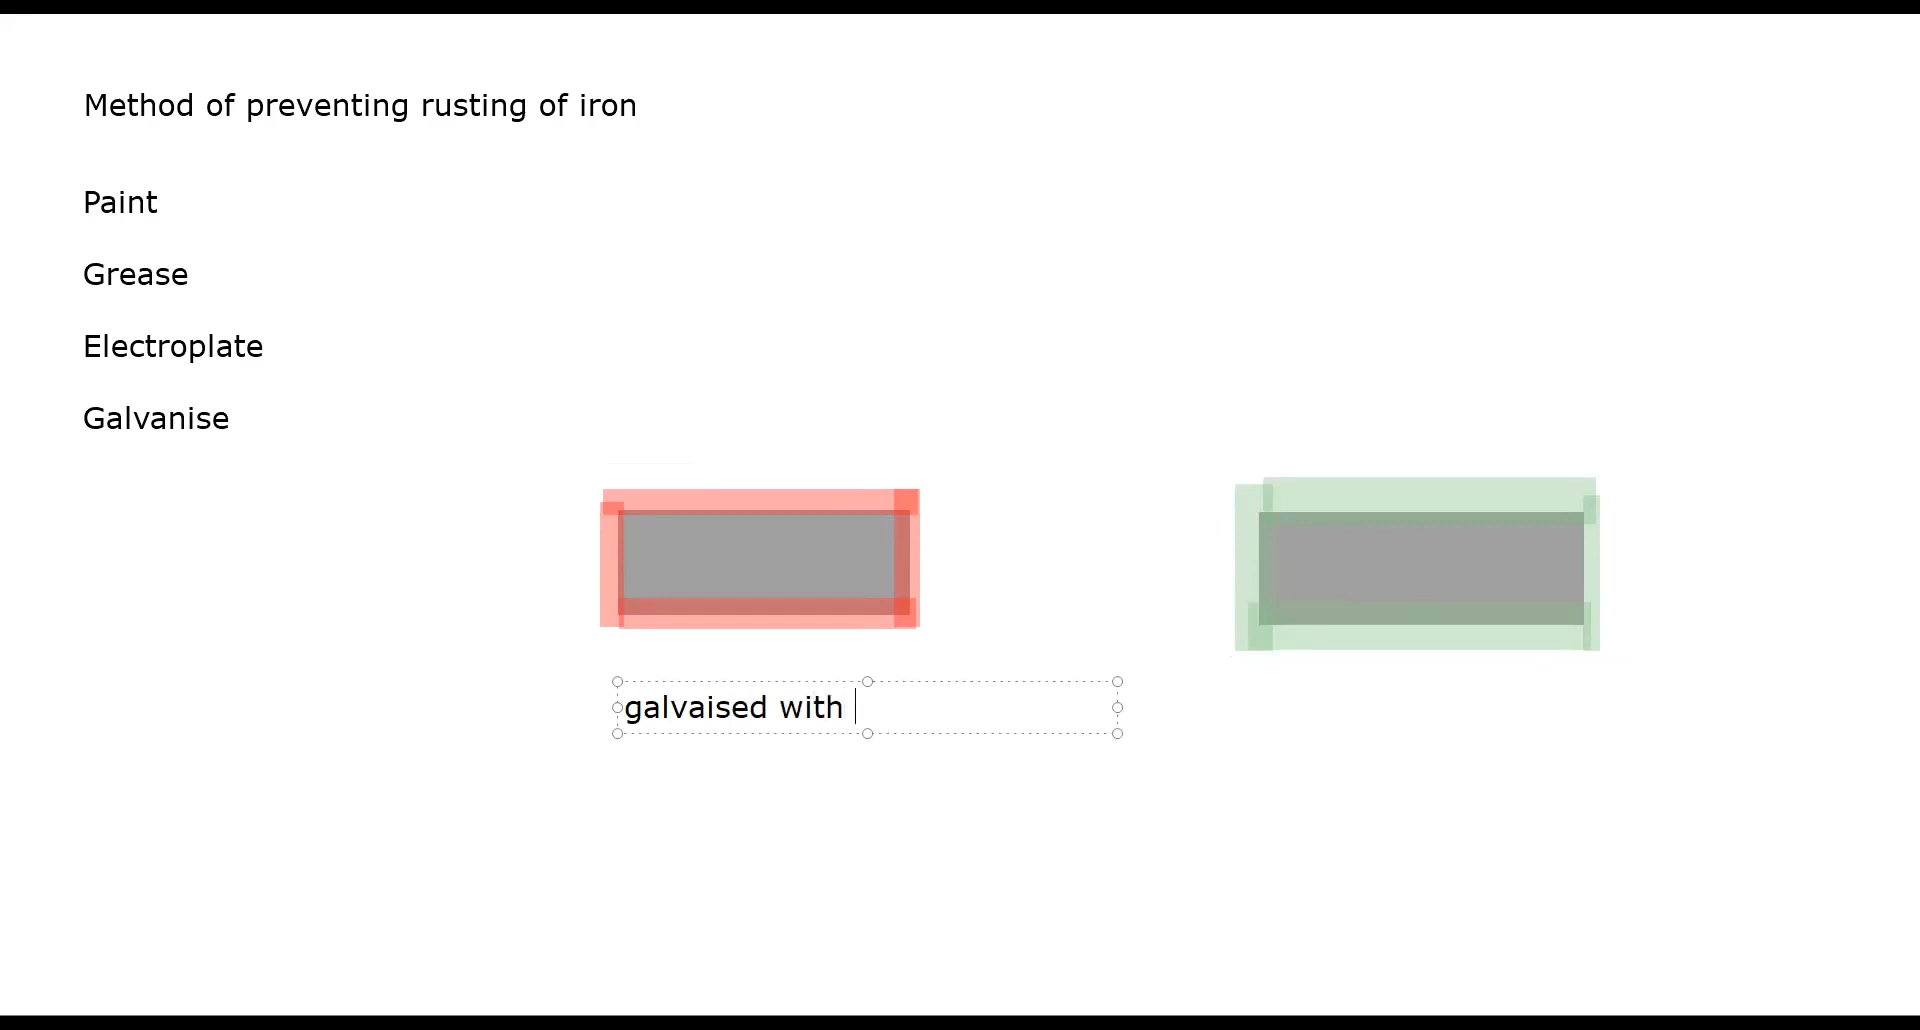 Method of preventing rusting of iron
Paint
Grease
Electroplate
Galvanise
galvaised with